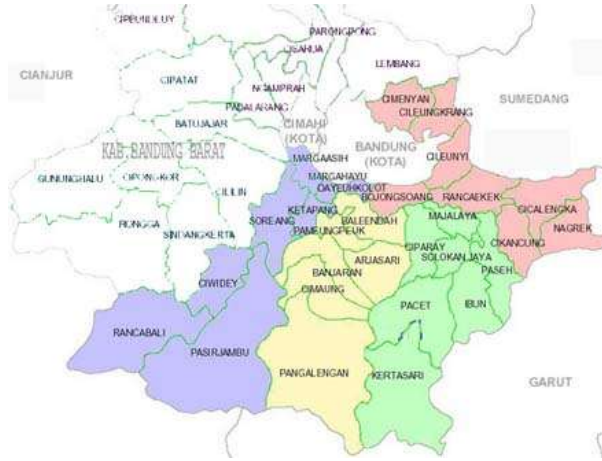 CIPEUNDEUY
PARONGPONG
CISARUA
LEMBANG
CIANJUR
CIPATAT
NGAMPRAH
CIMENYAN
SUMEDANG
PADALARANG
CILEUNGKRANG
BATUJAJAR
CIMAHI
(KOTA)
BANDUNG
(KOTA)
KAB. BANDUNG BARAT
MARGAASIH
CILEUNYI
GUNUNGHALU
CIPONGKOR
MARGAHAYU
DAYEUHKOLOT
CILILIN
BOJONGSOANG
RANCAEKEK
CICALENGKA
KETAPANG
MAJALAYA
RONGGA
SOREANG
BALEENDAH
NAGREK
SINDANGKERTA
PAMEUNGPEUK
CIPARAY
CIKANCUNG
SOLOKANJAYA
ARJASARI
BANJARAN
PASEH
CIWIDEY
CIMAUNG
PACET
IBUN
RANCABALI
PASIRJAMBU
PANGALENGAN
KERTASARI
GARUT